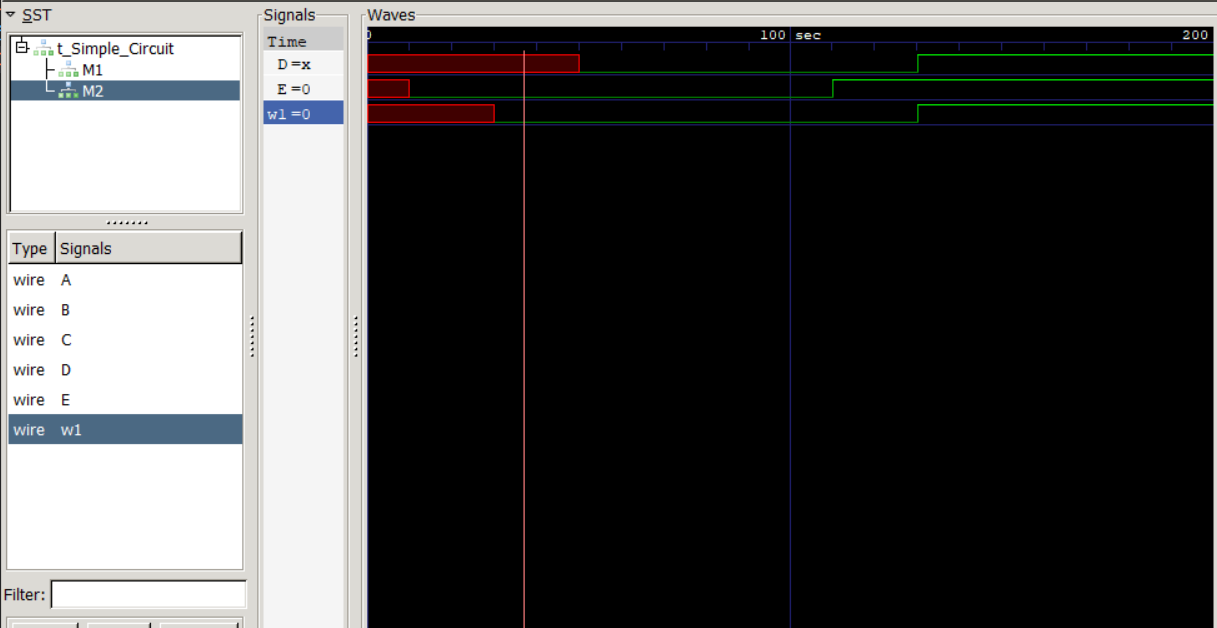 SST
t_Simple_Circuit
M1
M2
Type Signals
wire A
wire B
wire C
wire D
wire E
wire w1
Filter:
Signals
Time
D=x
E=0
w1=0
Waves
0 100 sec 200